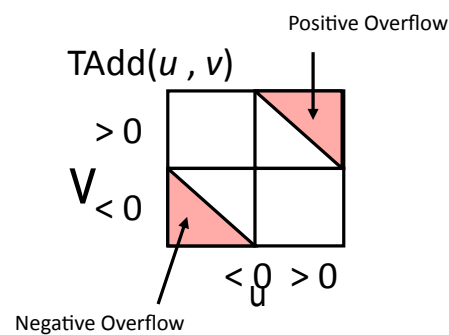 Positive Overflow
TAdd(u , v)
> 0
V
< 0
< 0 > 0
u
Negative Overflow